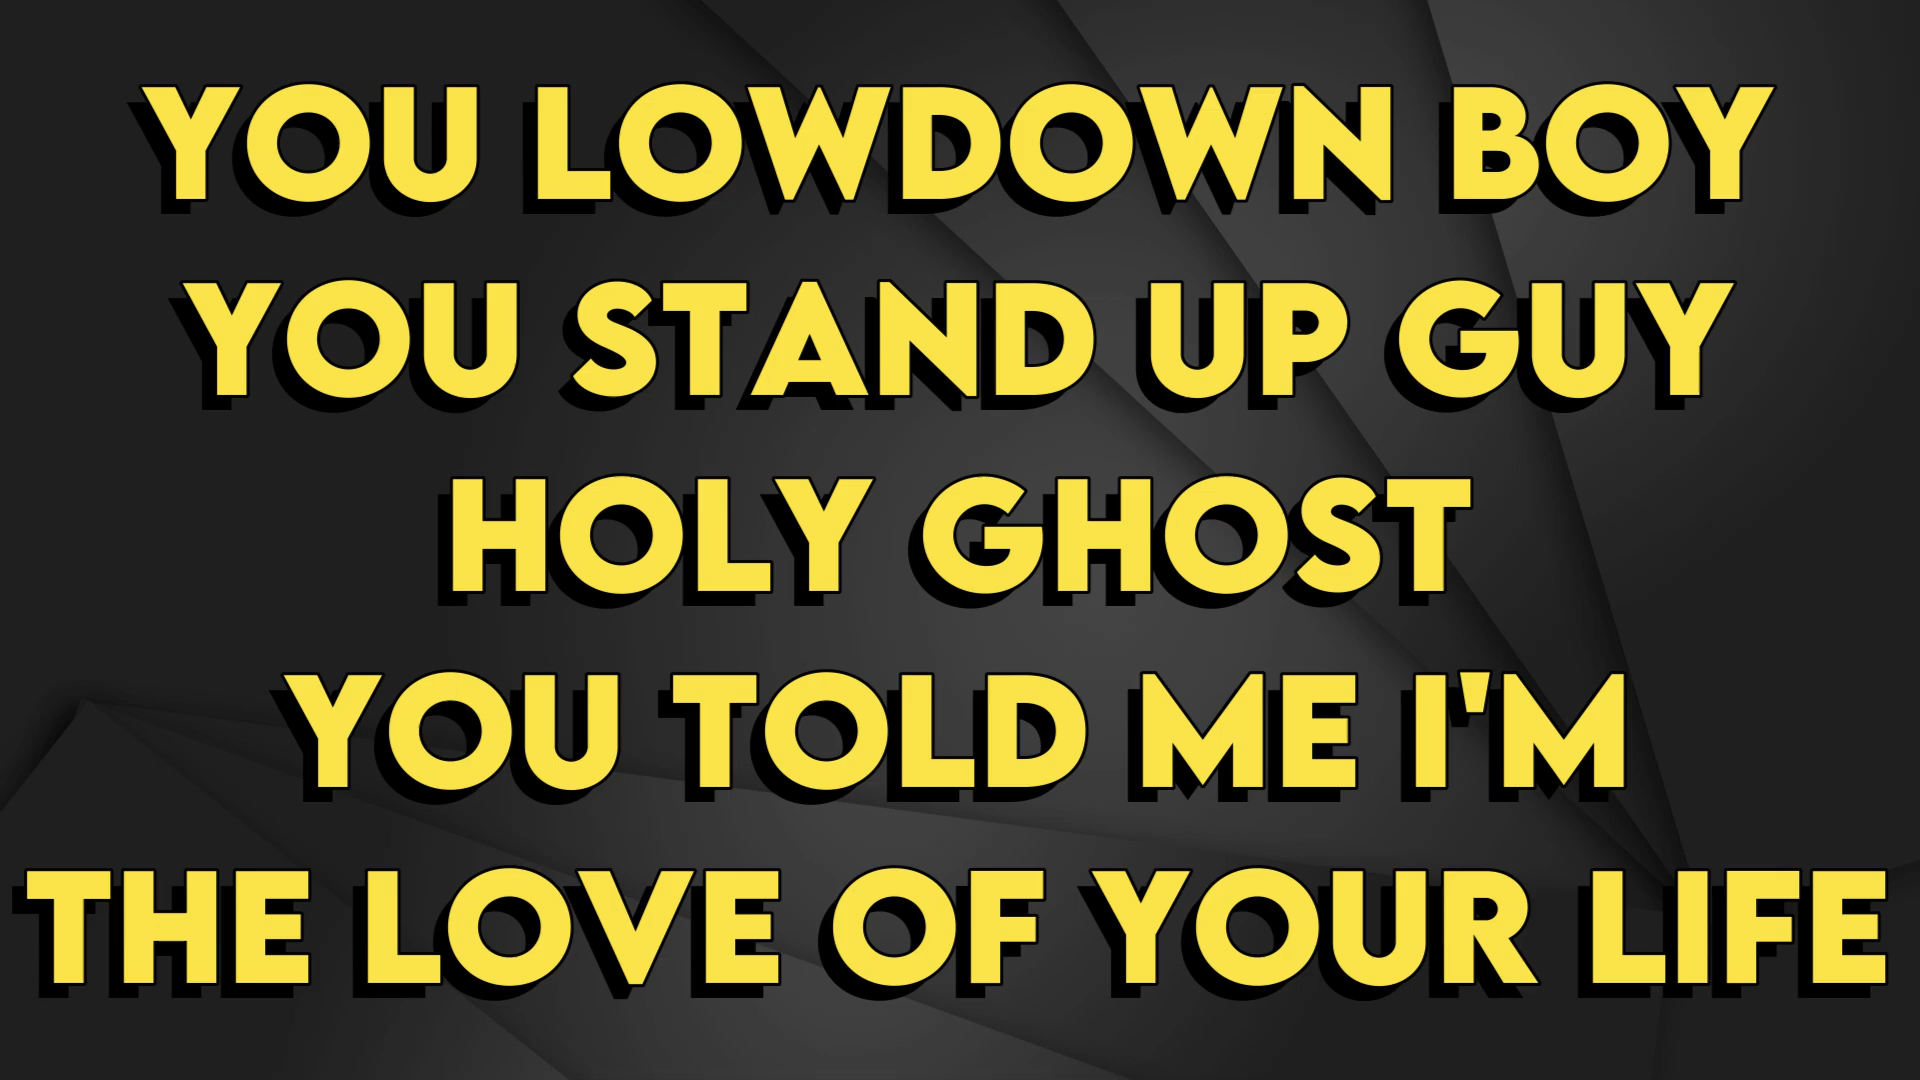 YOU LOWDOWN BOY
YOU STAND UP GUY
HOLY GHOST
YOU TOLD ME I'M
THE LOVE OF YOUR LIFE